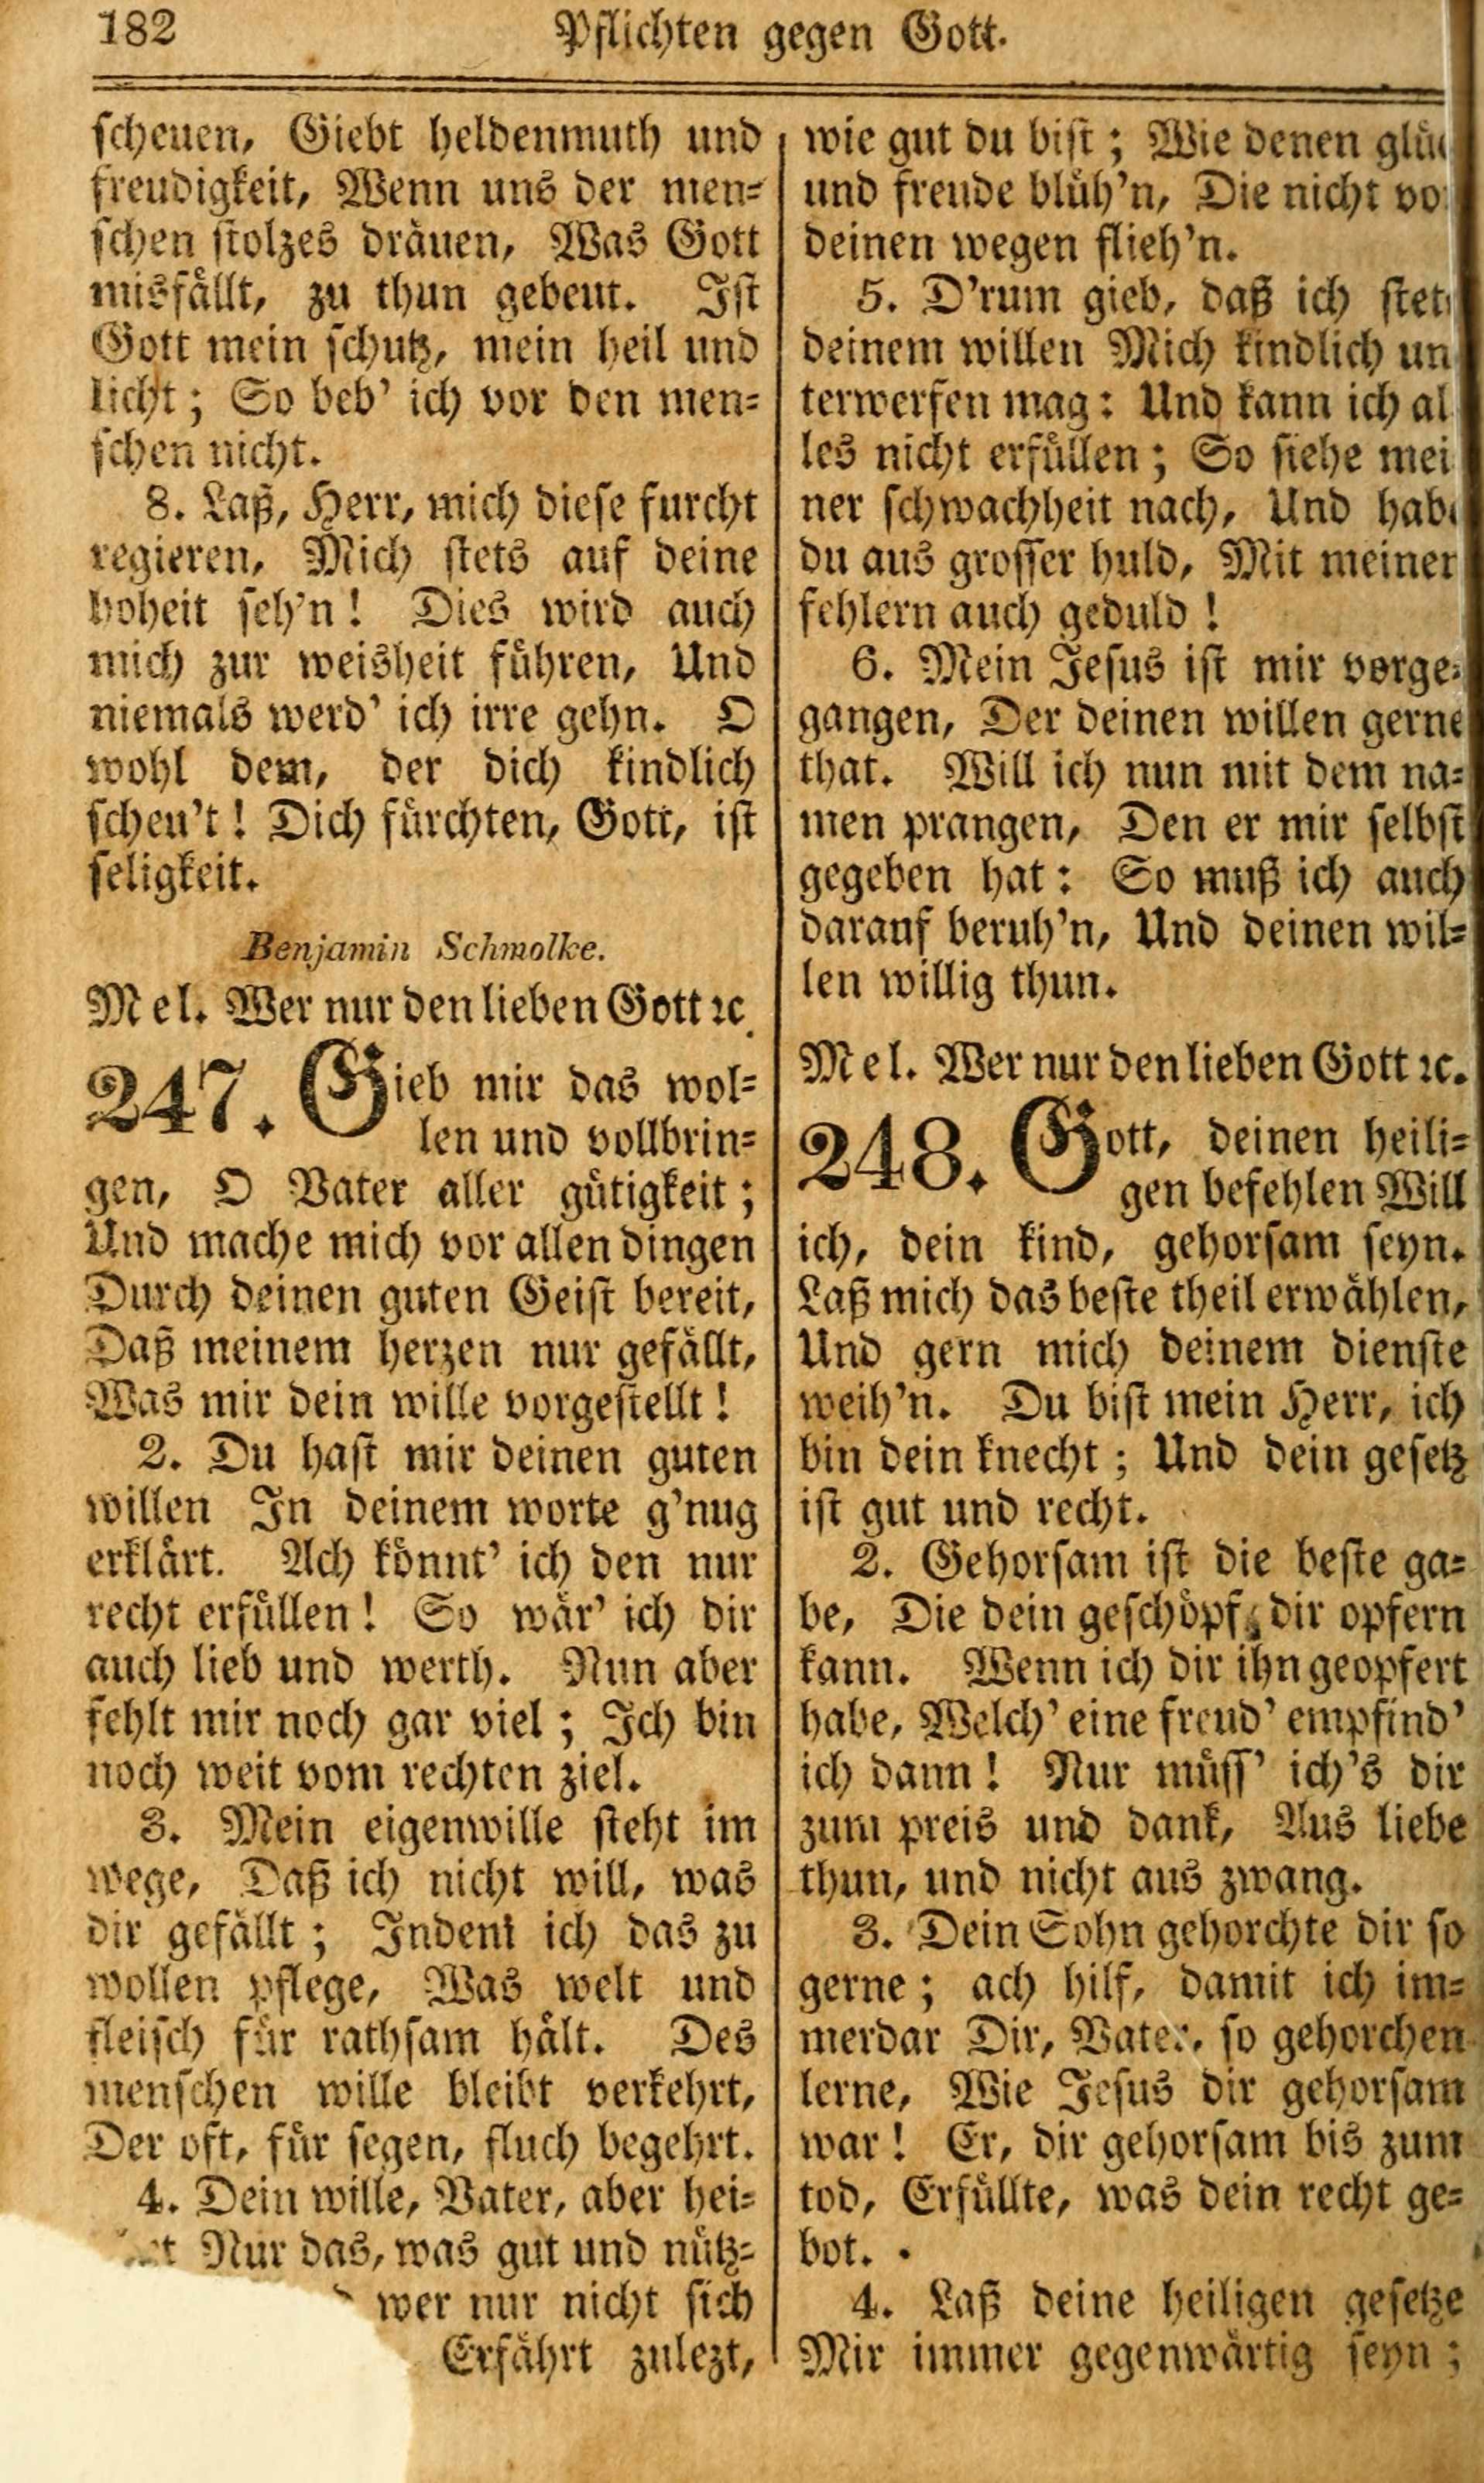 182 Pflichten gegen Gott.
scheuen, Giebt heldenmuth und
freudigkeit, Wenn uns der men-
schen stolzes dräuen, Was Gott
misfällt, zu thun gebeut. Ist
Gott mein schutz, mein heil und
licht; So beb' ich vor den men-
schen nicht.
8. Laß, Herr, mich diese furcht
regieren, Mich stets auf deine
hoheit seh'n! Dies wird auch
mich zur weisheit führen, Und
niemals werd' ich irre gehn. O
wohl dem, der dich kindlich
scheu't! Dich fürchten, Gott, ist
seligkeit.
Benjamin Schmolke.
Mel. Wer nur den lieben Gott ꝛc.
247. Gieb mir das wol-
len und vollbrin-
gen, O Vater aller gütigkeit;
Und mache mich vor allen dingen
Durch deinen guten Geist bereit,
Daß meinem herzen nur gefällt,
Was mir dein wille vorgestellt!
2. Du hast mir deinen guten
willen In deinem worte g'nug
erklärt. Ach könnt' ich den nur
recht erfüllen! So wär' ich dir
auch lieb und werth. Nun aber
fehlt mir noch gar viel; Ich bin
noch weit vom rechten ziel.
3. Mein eigenwille steht im
wege, Daß ich nicht will, was
dir gefällt; Indem ich das zu
wollen pflege, Was welt und
fleisch für rathsam hält. Des
menschen wille bleibt verkehrt,
Der oft, für segen, fluch begehrt.
4. Dein wille, Vater, aber hei-
Nur das, was gut und nütz-
wer nur nicht sich
Erfährt zulezt,
wie gut du bist; Wie denen
und freude blüh'n, Die nicht
deinen wegen flieh'n.
5. D'rum gieb, daß ich
deinem willen Mich kindlich un
terwerfen mag: Und kann ich al
les nicht erfüllen; So siehe mei
ner schwachheit nach, Und
du aus grosser huld, Mit meiner
fehlern auch geduld!
6. Mein Jesus ist mir vorge-
gangen, Der deinen willen gerne
that. Will ich nun mit dem na-
men prangen, Den er mir selbst
gegeben hat: So muß ich auch
darauf beruh'n, Und deinen wil-
len willig thun.
Mel. Wer nur den lieben Gott ꝛc.
248. Gott, deinen heili-
gen befehlen Will
ich, dein kind, gehorsam seyn.
Laß mich das beste theil erwählen,
Und gern mich deinem dienste
weih'n. Du bist mein Herr, ich
bin dein knecht; Und dein gesetz
ist gut und recht.
2. Gehorsam ist die beste ga-
be, Die dein geschöpf dir opfern
kann. Wenn ich dir ihn geopfert
habe, Welch' eine freud' empfind'
ich dann! Nur müss' ich's dir
zum preis und dank, Aus liebe
thun, und nicht aus zwang.
3. Dein Sohn gehorchte dir so
gerne; ach hilf, damit ich im-
merdar Dir, Vater, so gehorchen
lerne, Wie Jesus dir gehorsam
war! Er, dir gehorsam bis zum
tod, Erfüllte, was dein recht ge-
bot.
4. Laß deine heiligen gesetze
Mir immer gegenwärtig seyn;